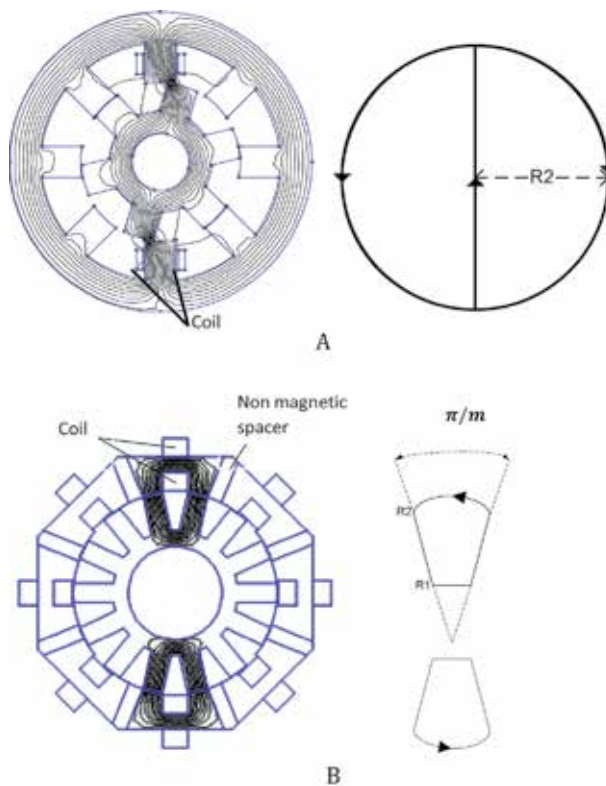 R2
Coil
A
Non magnetic
spacer
Coil
π/m
R2
R1
B